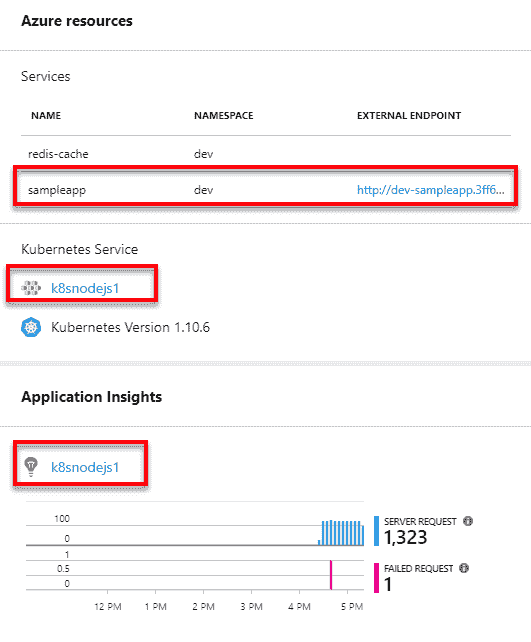 Azure resources
Services
NAME NAMESPACE EXTERNAL ENDPOINT
redis-cache dev
sampleapp dev http://dev-sampleapp.3ff6...
Kubernetes Service
k8snodejs1
Kubernetes Version 1.10.6
Application Insights
k8snodejs1
100
0
SERVER REQUEST
1,323
1
0.5
0
FAILED REQUEST
1
12 PM 1 PM 2 PM 3 PM 4 PM 5 PM